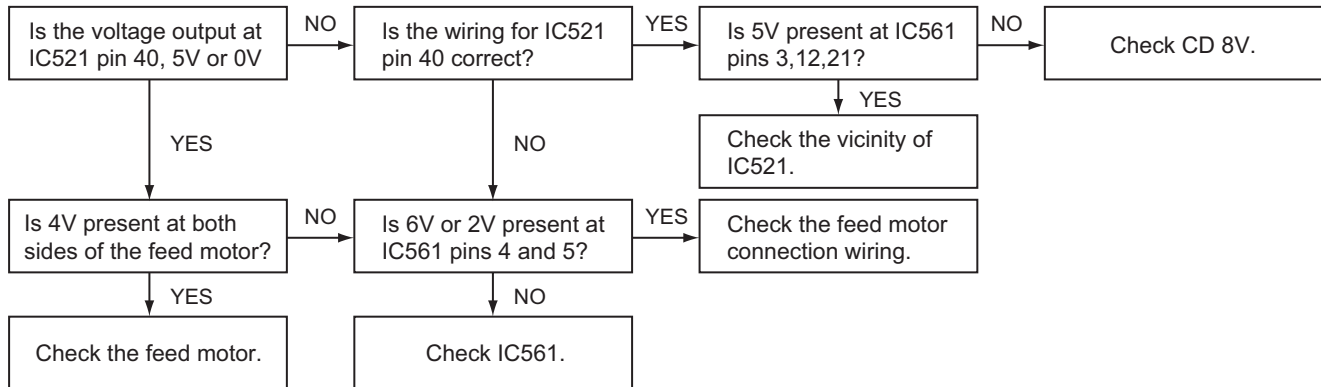 Is the voltage output at
IC521 pin 40, 5V or 0V
NO
Is the wiring for IC521
pin 40 correct?
YES
Is 5V present at IC561
pins 3,12,21?
NO
Check CD 8V.
YES
NO
YES
Check the vicinity of
IC521.
Is 4V present at both
sides of the feed motor?
NO
Is 6V or 2V present at
IC561 pins 4 and 5?
YES
Check the feed motor
connection wiring.
YES
NO
Check the feed motor.
Check IC561.